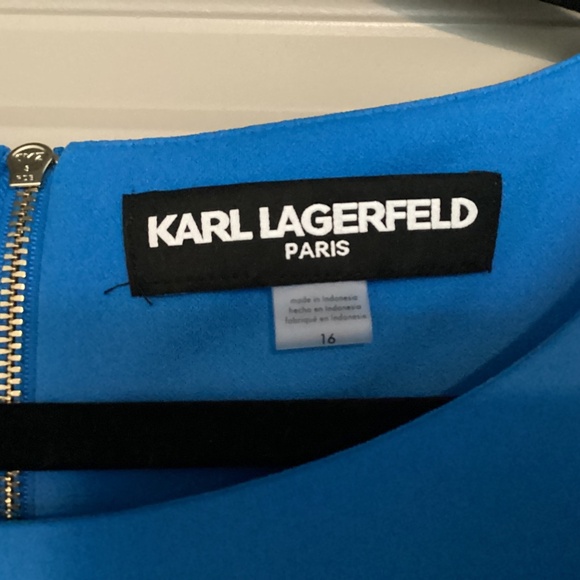 KARL LAGERFELD
PARIS
made in Indonesia
hecho en Indonesia
fabriqué en Indonésie
16